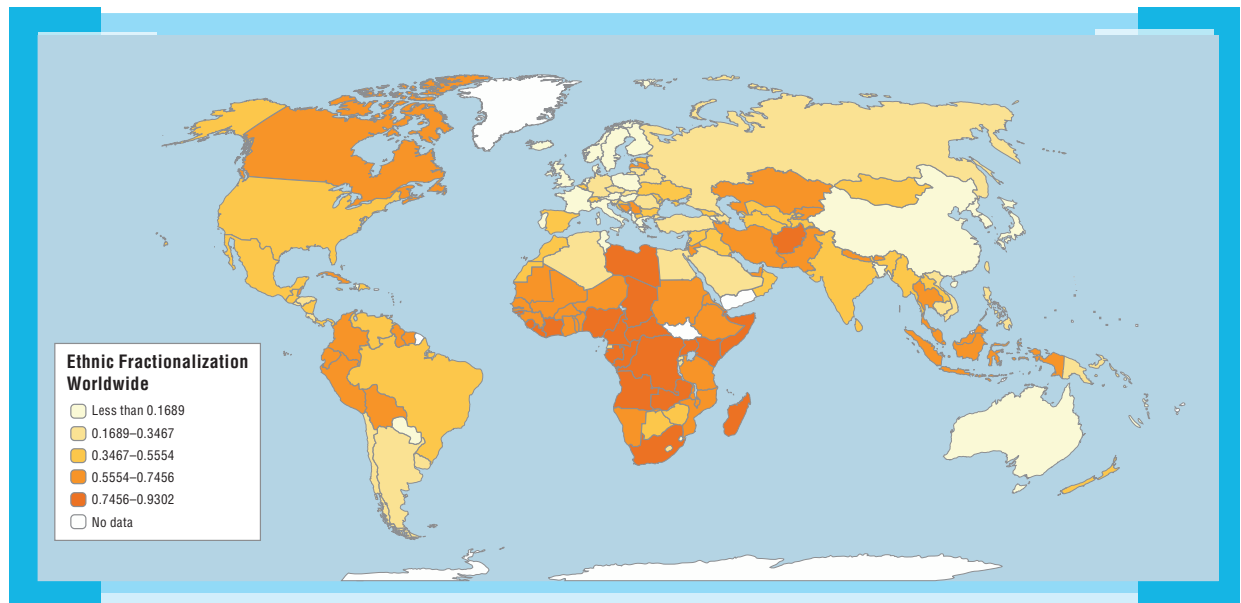 Ethnic Fractionalization
Worldwide
Less than 0.1689
0.1689–0.3467
0.3467–0.5554
0.5554–0.7456
0.7456–0.9302
No data